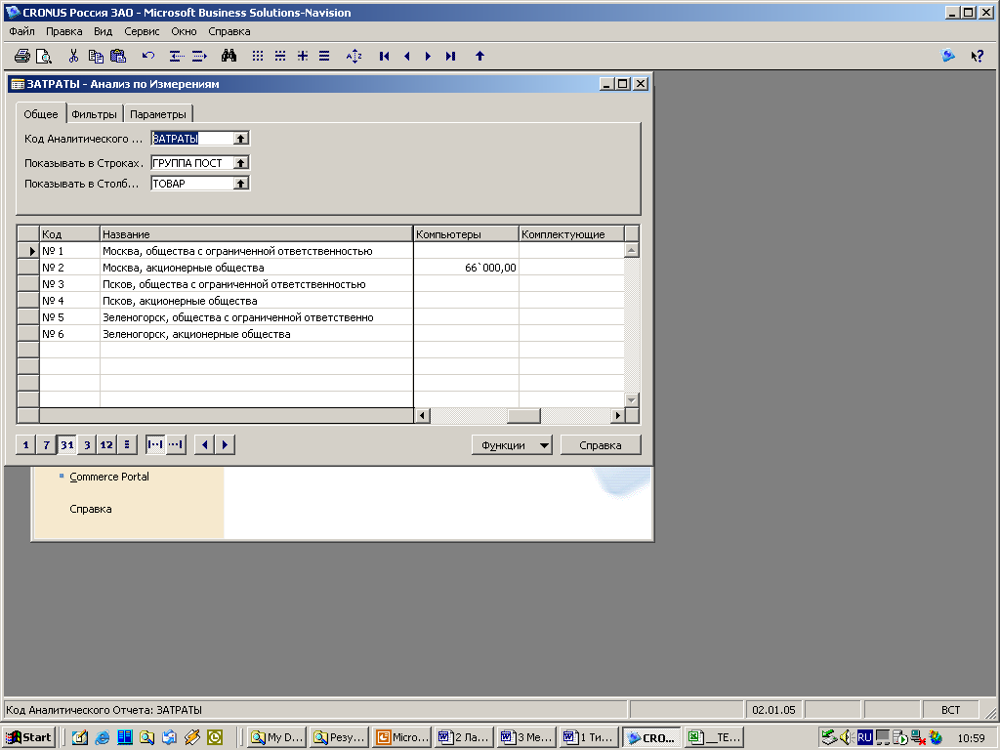 CRONUS Россия ЗАО - Microsoft Business Solutions-Navision
Файл Правка Вид Сервис Окно Справка
ЗАТРАТЫ - Анализ по Измерениям
Общее Фильтры Параметры
Код Аналитического ... ЗАТРАТЫ
Показывать в Строках. ГРУППА ПОСТ
Показывать в Столб... ТОВАР
Код Название Компьютеры Комплектующие
№ 1 Москва, общества с ограниченной ответственностью
№ 2 Москва, акционерные общества 66`000,00
№ 3 Псков, общества с ограниченной ответственностью
№ 4 Псков, акционерные общества
№ 5 Зеленогорск, общества с ограниченной ответственно
№ 6 Зеленогорск, акционерные общества
1 7 31 3 12 Функции Справка
Commerce Portal
Справка
Код Аналитического Отчета: ЗАТРАТЫ 02.01.05 ВСТ
Start My D... Резу... Micro... 2 Ла... 3 Ме... 1 Ти... CRO... __TE... RU 10:59